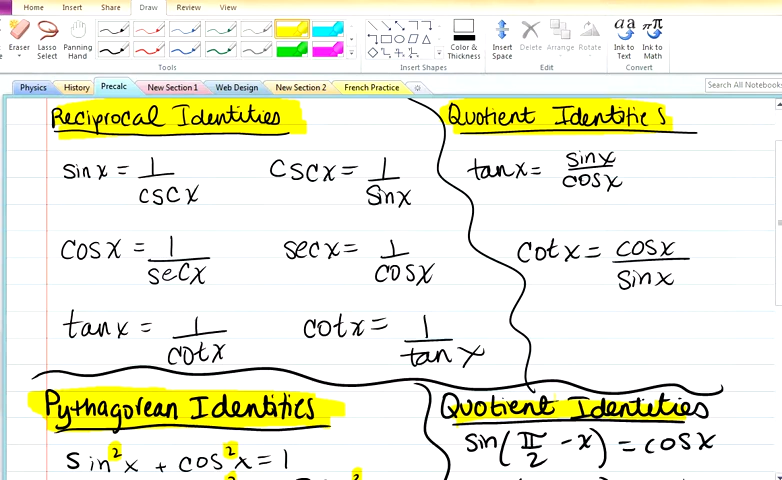 Home Insert Share Draw Review View
Eraser Lasso Select Panning Hand
Color & Thickness
Insert Space Delete Arrange Rotate
Ink to Text Ink to Math
Tools Insert Shapes Edit Convert
Physics History Precalc New Section 1 Web Design New Section 2 French Practice
Search All Notebook
Reciprocal Identities
sin x = 1/csc x csc x = 1/sin x
cos x = 1/sec x sec x = 1/cos x
tan x = 1/cot x cot x = 1/tan x
Quotient Identities
tan x = sin x/cos x
cot x = cos x/sin x
Pythagorean Identities
sin²x + cos²x = 1
Quotient Identeties
sin(π/2 - x) = cos x